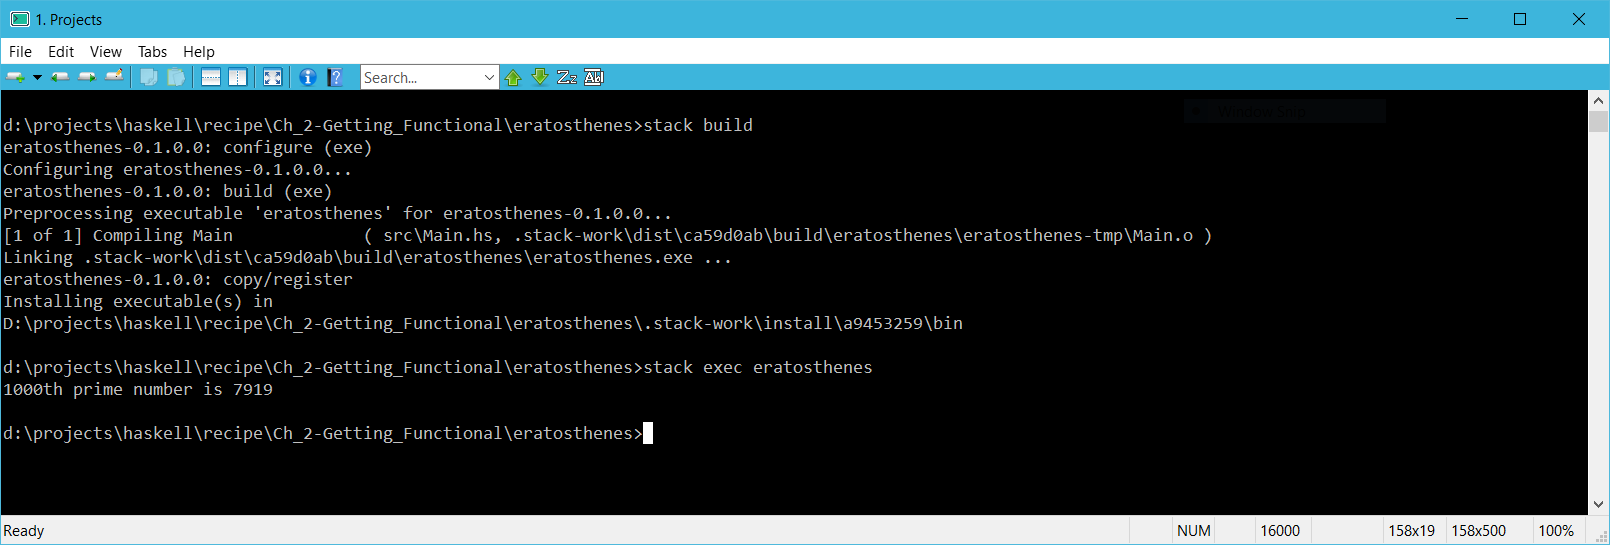 1. Projects
File Edit View Tabs Help
Search...
Window Snip
d:\projects\haskell\recipe\Ch_2-Getting_Functional\eratosthenes>stack build
eratosthenes-0.1.0.0: configure (exe)
Configuring eratosthenes-0.1.0.0...
eratosthenes-0.1.0.0: build (exe)
Preprocessing executable 'eratosthenes' for eratosthenes-0.1.0.0...
[1 of 1] Compiling Main             ( src\Main.hs, .stack-work\dist\ca59d0ab\build\eratosthenes\eratosthenes-tmp\Main.o )
Linking .stack-work\dist\ca59d0ab\build\eratosthenes\eratosthenes.exe ...
eratosthenes-0.1.0.0: copy/register
Installing executable(s) in
D:\projects\haskell\recipe\Ch_2-Getting_Functional\eratosthenes\.stack-work\install\a9453259\bin
d:\projects\haskell\recipe\Ch_2-Getting_Functional\eratosthenes>stack exec eratosthenes
1000th prime number is 7919
d:\projects\haskell\recipe\Ch_2-Getting_Functional\eratosthenes>
Ready NUM 16000 158x19 158x500 100%